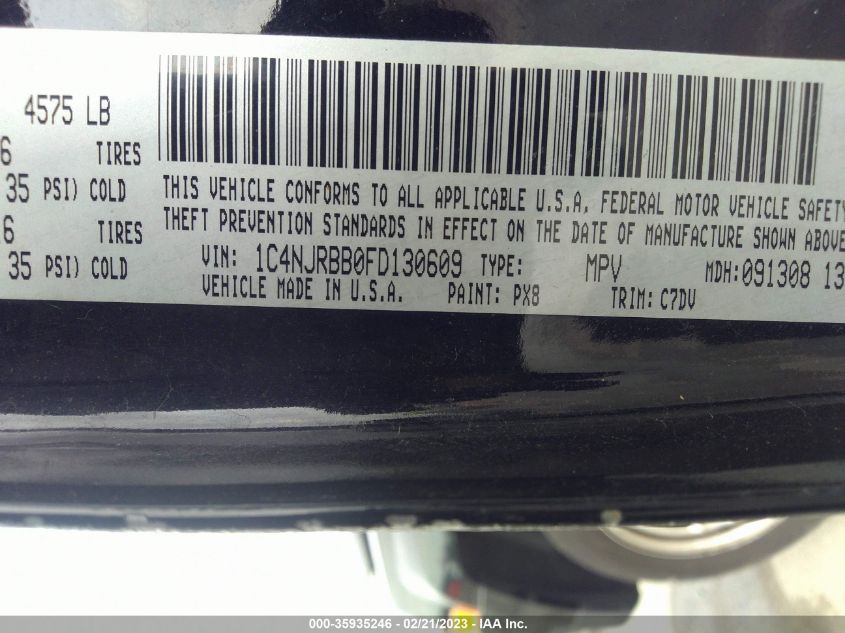 4575 LB
6 TIRES
35 PSI) COLD
6 TIRES
35 PSI) COLD
THIS VEHICLE CONFORMS TO ALL APPLICABLE U.S.A. FEDERAL MOTOR VEHICLE SAFETY
THEFT PREVENTION STANDARDS IN EFFECT ON THE DATE OF MANUFACTURE SHOWN ABOVE
VIN: 1C4NJRBB0FD130609 TYPE: MPV MDH:091308 13
VEHICLE MADE IN U.S.A. PAINT: PX8 TRIM: C7DV
000-35935246 - 02/21/2023 - IAA Inc.